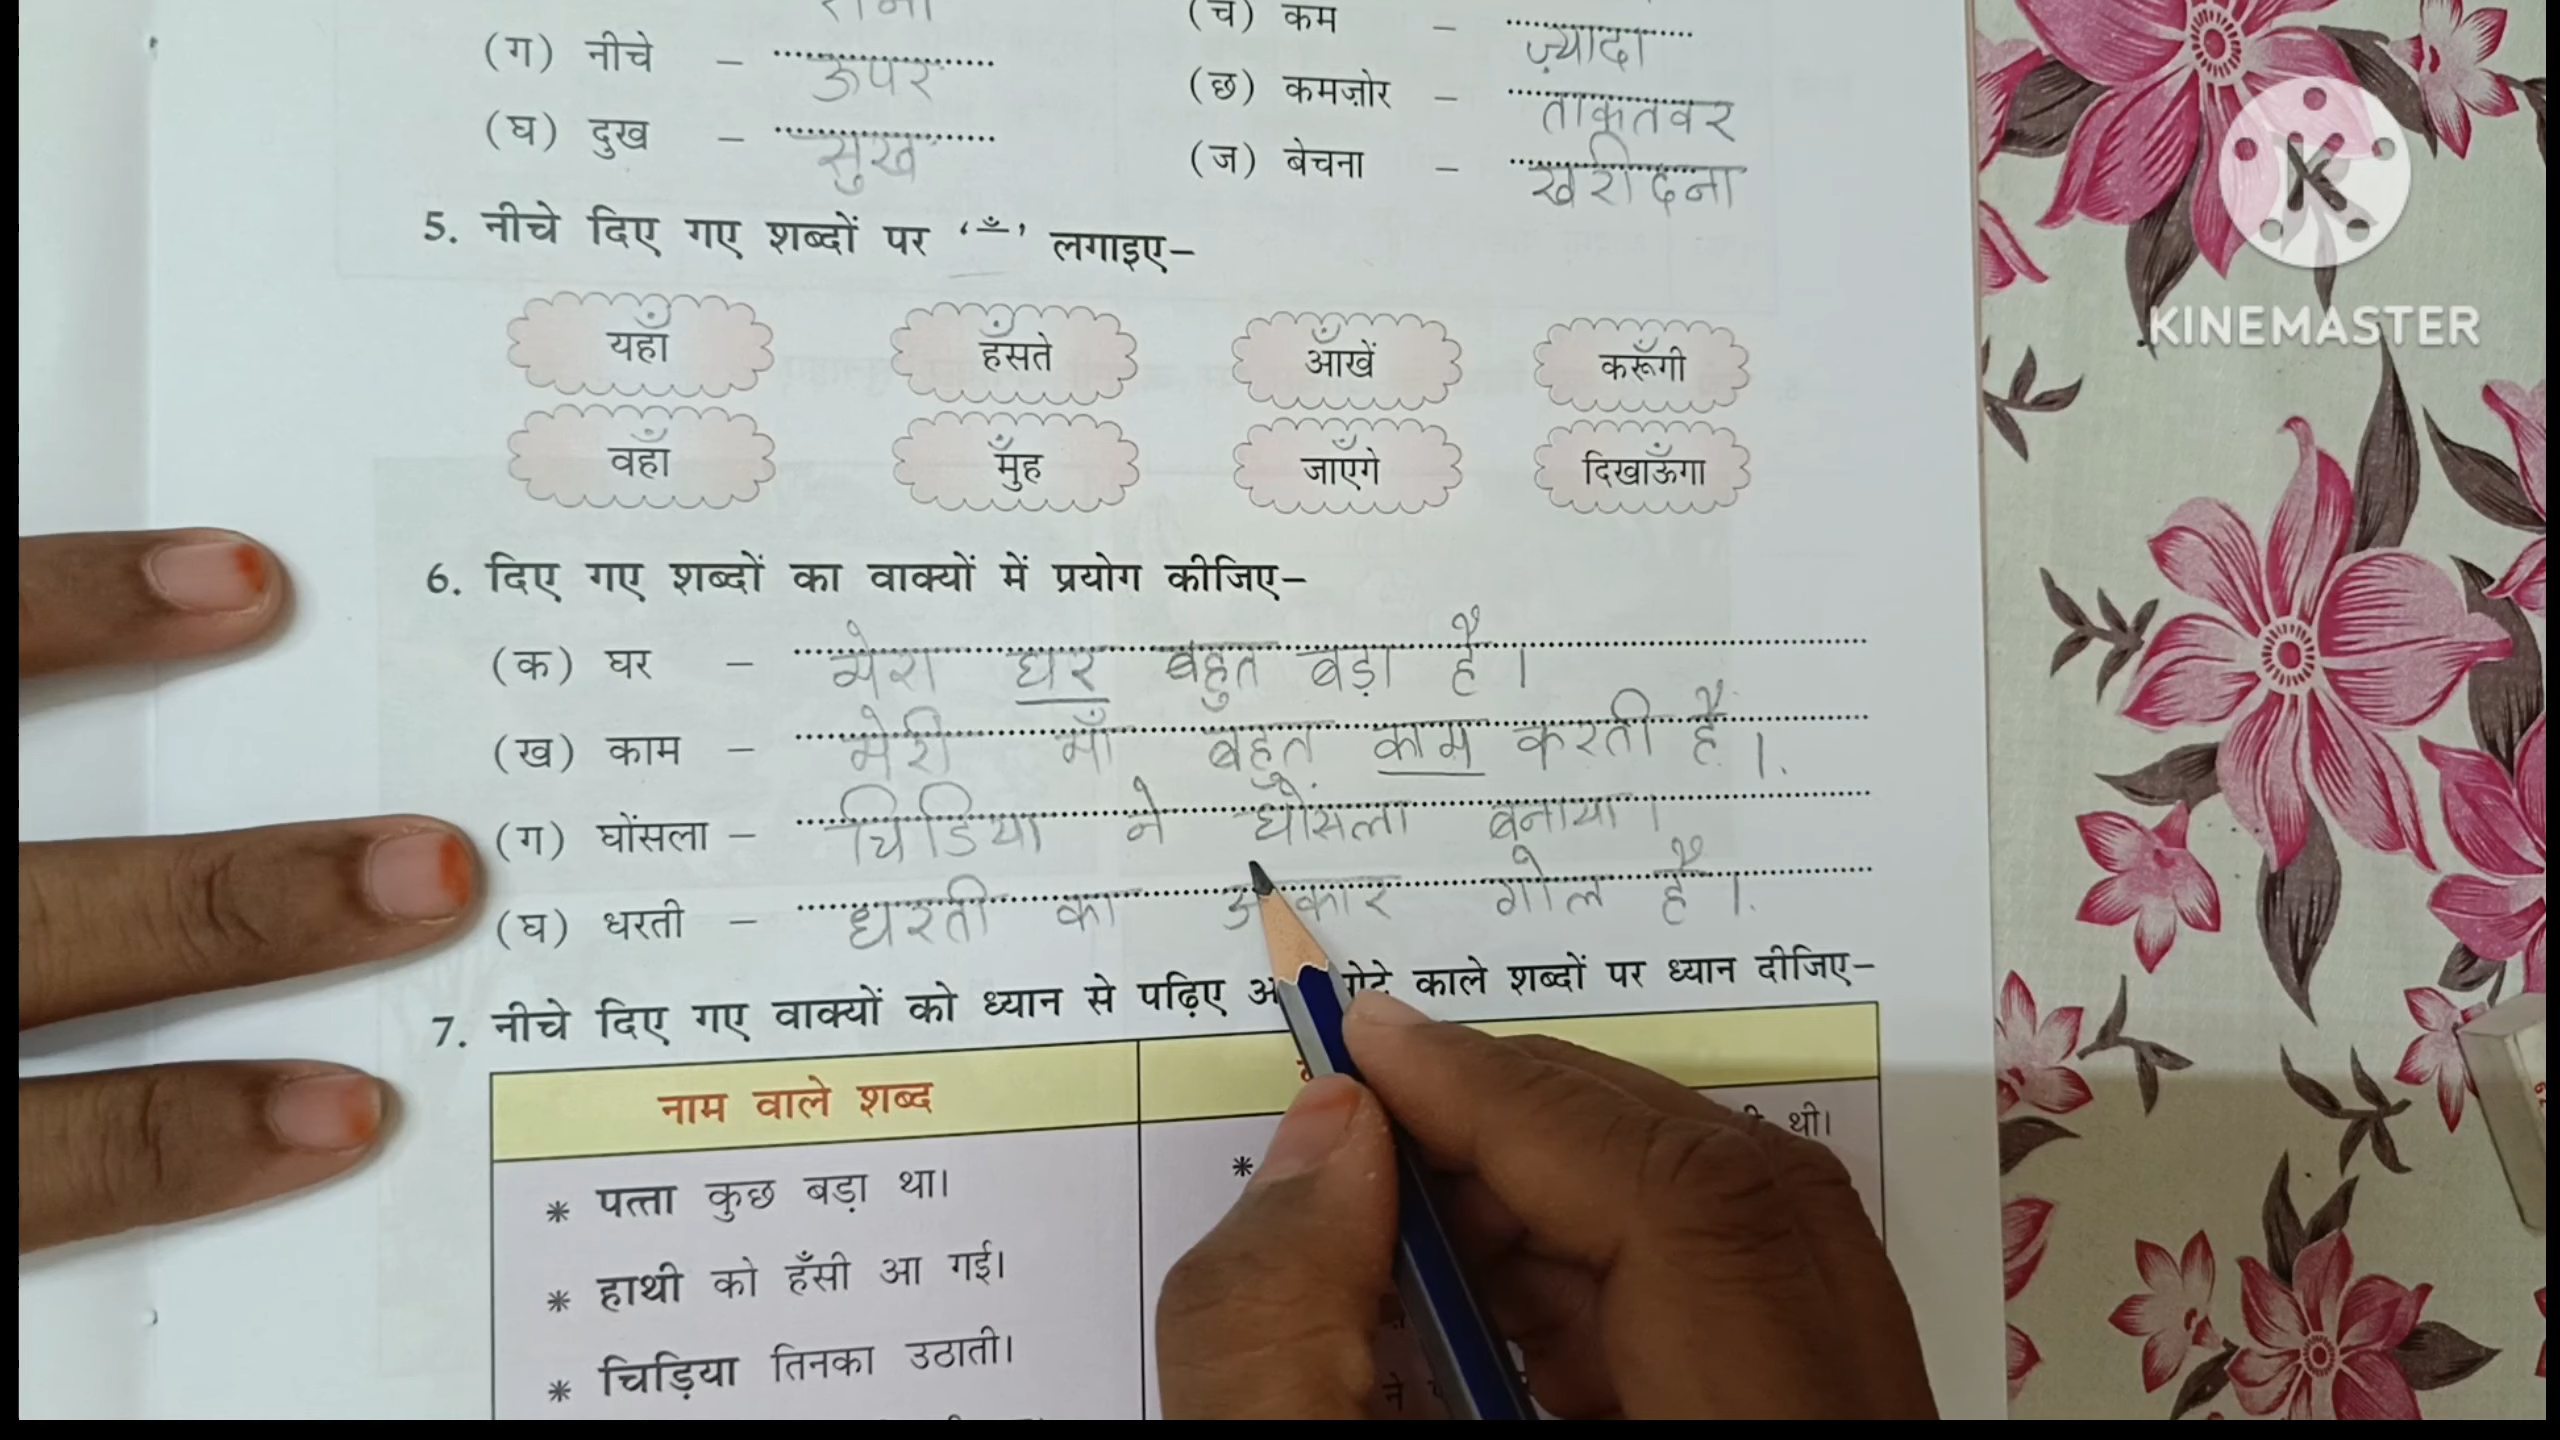 (ग) नीचे – ऊपर
(घ) दुख – सुख
(च) कम – ज़्यादा
(छ) कमज़ोर – ताकतवर
(ज) बेचना – खरीदना
5. नीचे दिए गए शब्दों पर ‘ ँ ’ लगाइए–
यहाँ हँसते आँखें करूँगी
वहाँ मुँह जाएँगे दिखाऊँगा
6. दिए गए शब्दों का वाक्यों में प्रयोग कीजिए–
(क) घर – मेरा घर बहुत बड़ा है।
(ख) काम – मेरी माँ बहुत काम करती हैं।
(ग) घोंसला – चिडिया ने घोंसला बनाया।
(घ) धरती – धरती का आकार गोल है।
7. नीचे दिए गए वाक्यों को ध्यान से पढ़िए काले शब्दों पर ध्यान दीजिए–
नाम वाले शब्द
थी।
* पत्ता कुछ बड़ा था।
*
* हाथी को हँसी आ गई।
* चिड़िया तिनका उठाती।
ने
KINEMASTER